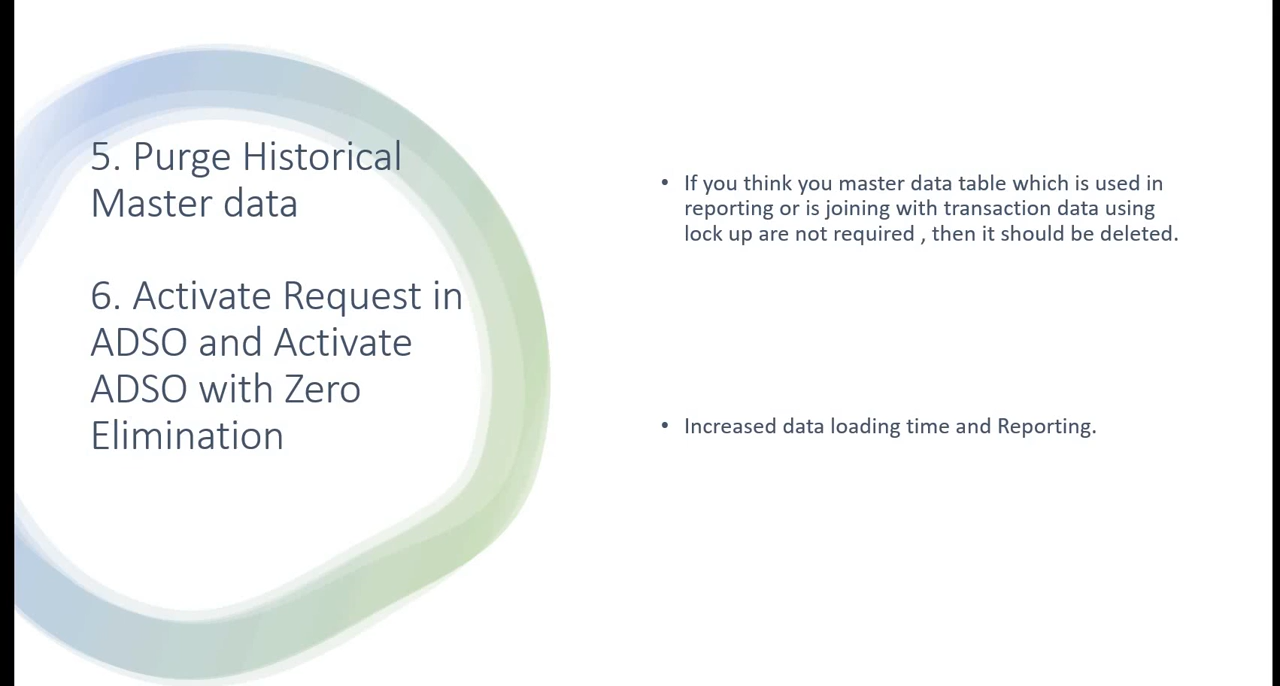 5. Purge Historical
Master data
6. Activate Request in
ADSO and Activate
ADSO with Zero
Elimination
• If you think you master data table which is used in
reporting or is joining with transaction data using
lock up are not required , then it should be deleted.
• Increased data loading time and Reporting.